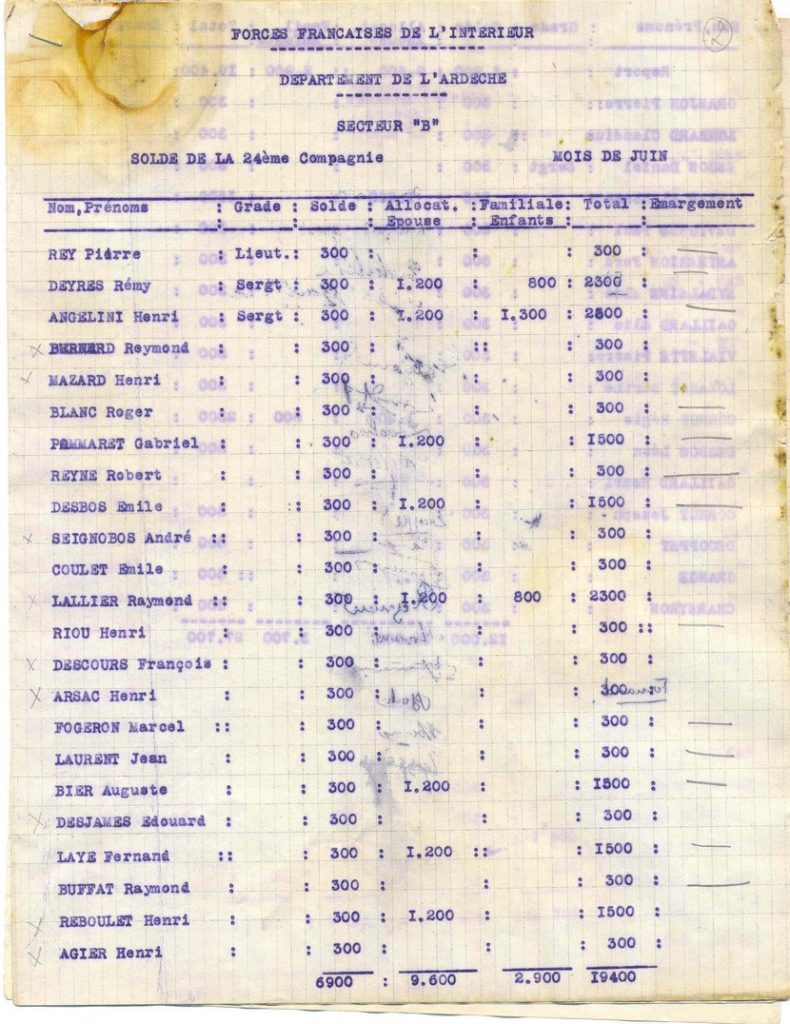 FORCES FRANCAISES DE L'INTERIEUR
DEPARTEMENT DE L'ARDECHE
SECTEUR "B"
SOLDE DE LA 24ème Compagnie MOIS DE JUIN
Nom,Prénoms : Grade : Solde : Allocat. :Familiale: Total :Emargement
: : : Epouse : Enfants : :
REY Pierre : Lieut.: 300 : : : 300 :
DEYRES Rémy : Sergt : 300 : I.200 : 800 : 2300 :
ANGELINI Henri : Sergt : 300 : I.200 : I.300 : 2800 :
BERNARD Reymond : : 300 : :: : 300 :
MAZARD Henri : : 300 : : : 300 :
BLANC Roger : : 300 : : : 300 :
POMMARET Gabriel : : 300 : I.200 : : I500 :
REYNE Robert : : 300 : : : 300 :
DESBOS Emile : :: 300 : I.200 : : I500 :
SEIGNOBOS André :: : 300 : : : 300 :
COULET Emile : : 300 : : : 300 :
LALLIER Raymond :: : 300 : I.200 : 800 : 2300 :
RIOU Henri : : 300 : : : 300 ::
DESCOURS François : : 300 : : : 300 :
ARSAC Henri : : 300 : : : 300 :
FOGERON Marcel :: : 300 : : : 300 :
LAURENT Jean : : 300 : : : 300 :
BIER Auguste : : 300 : I.200 : : I500 :
DESJAMES Edouard : : 300 : : : 300 :
LAYE Fernand :: : 300 : I.200 :: : I500 :
BUFFAT Raymond : : 300 : : : 300 :
REBOULET Henri : : 300 : I.200 : : I500 :
AGIER Henri : : 300 : : : 300 :
6900 : 9.600 2.900 I9400